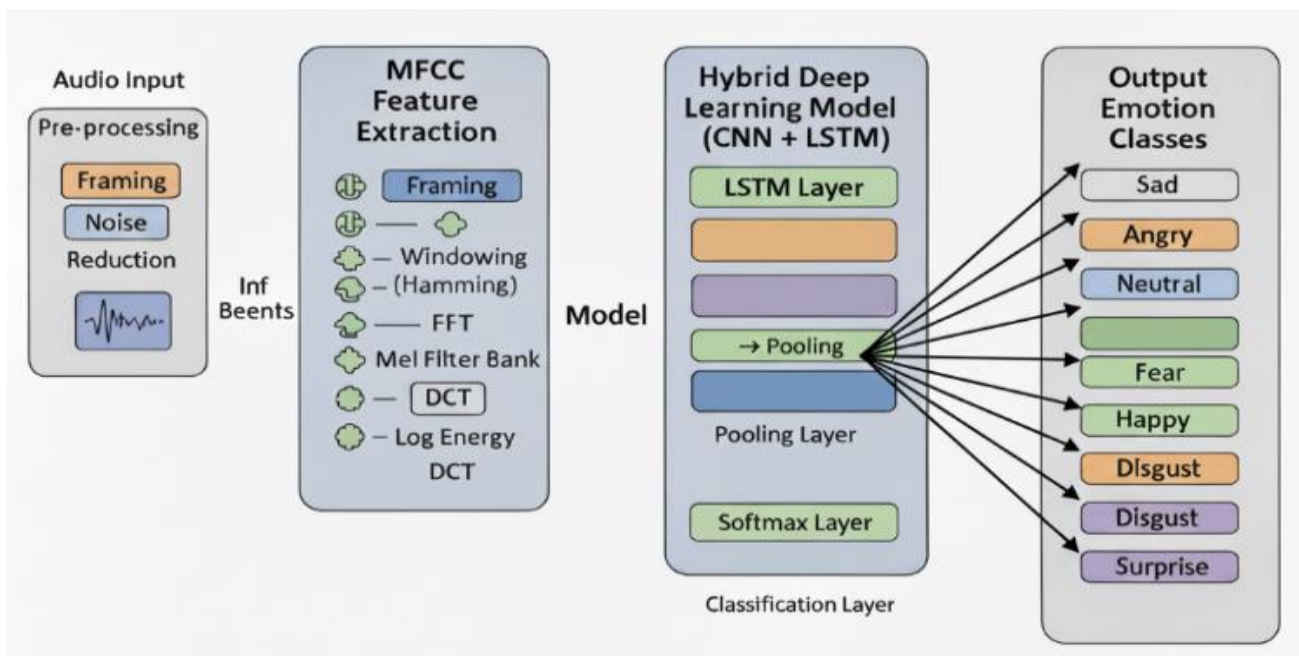 Audio Input
Pre-processing
Framing
Noise
Reduction
Inf
Beents
MFCC
Feature
Extraction
Framing
Windowing
(Hamming)
FFT
Mel Filter Bank
DCT
Log Energy
DCT
Model
Hybrid Deep
Learning Model
(CNN + LSTM)
LSTM Layer
→ Pooling
Pooling Layer
Softmax Layer
Classification Layer
Output
Emotion
Classes
Sad
Angry
Neutral
Fear
Happy
Disgust
Disgust
Surprise